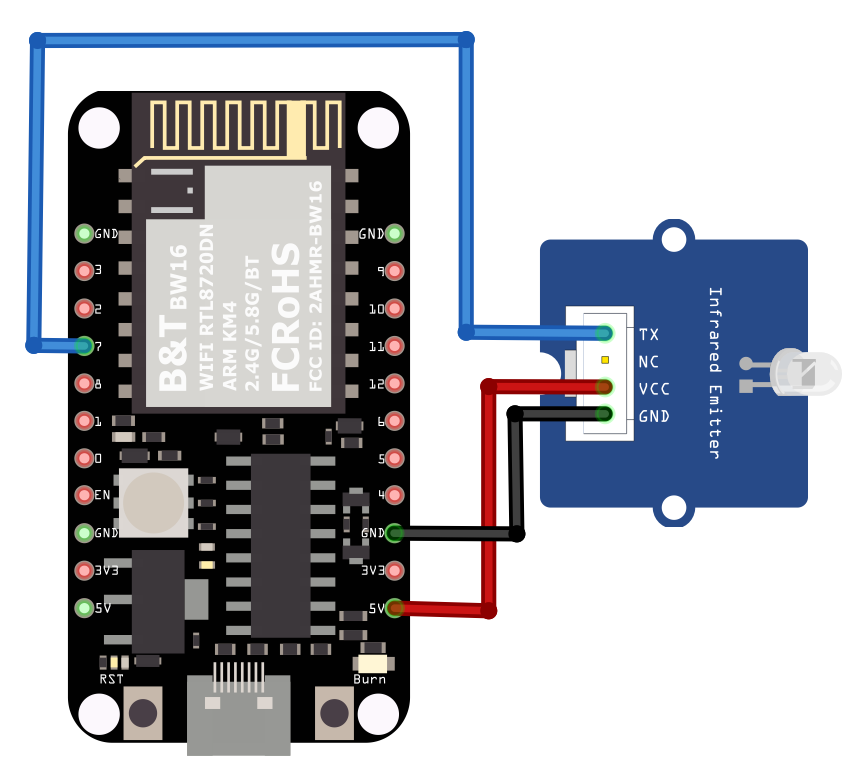 GND
3
2
7
8
1
0
EN
GND
3V3
5V
RST
B&T BW16
WIFI RTL8720DN
ARM KM4
2.4G/5.8G/BT
FCRoHS
FCC ID: 2AHMR-BW16
GND
9
10
11
12
6
5
4
GND
3V3
5V
Burn
TX
NC
VCC
GND
Infrared Emitter